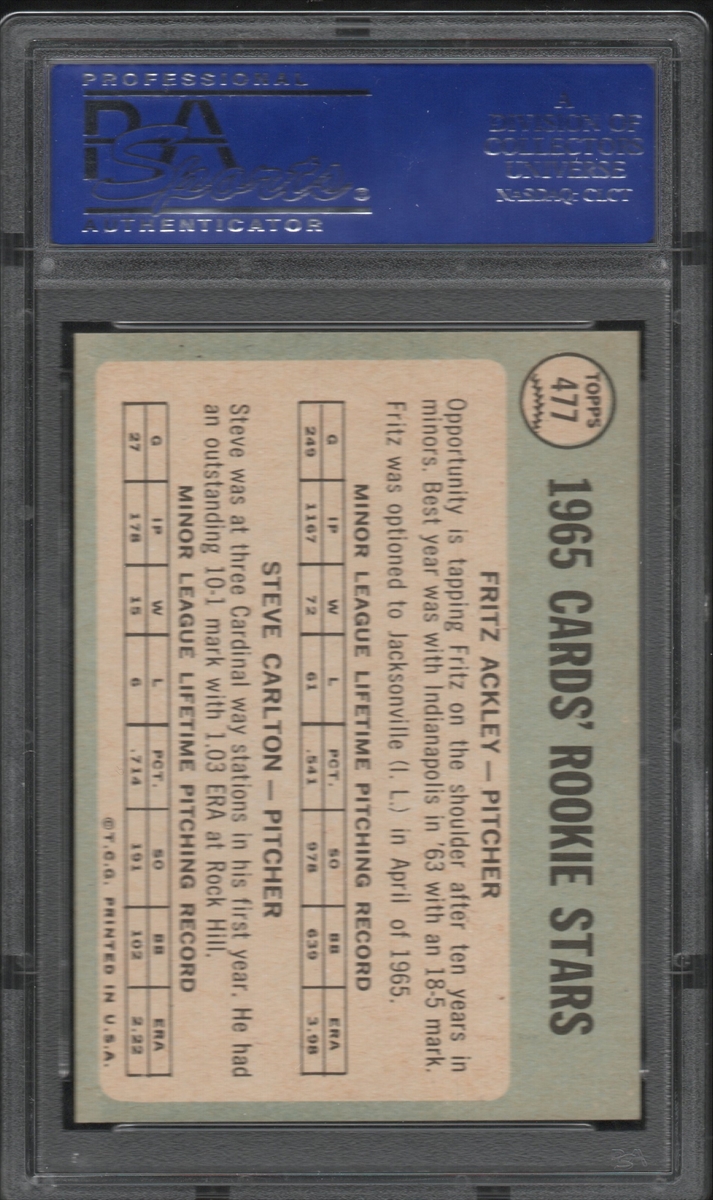 PROFESSIONAL
PSA
Sports®
AUTHENTICATOR
A
DIVISION OF
COLLECTORS
UNIVERSE
NASDAQ: CLCT
TOPPS
477
1965 CARDS' ROOKIE STARS
FRITZ ACKLEY — PITCHER
Opportunity is tapping Fritz on the shoulder after ten years in
minors. Best year was with Indianapolis in '63 with an 18-5 mark.
Fritz was optioned to Jacksonville (I. L.) in April of 1965.
MINOR LEAGUE LIFETIME PITCHING RECORD
G IP W L PCT. SO BB ERA
249 1167 72 61 .541 978 639 3.98
STEVE CARLTON — PITCHER
Steve was at three Cardinal way stations in his first year. He had
an outstanding 10-1 mark with 1.03 ERA at Rock Hill.
MINOR LEAGUE LIFETIME PITCHING RECORD
G IP W L PCT. SO BB ERA
27 178 15 6 .714 191 102 2.22
©T.C.G. PRINTED IN U.S.A.